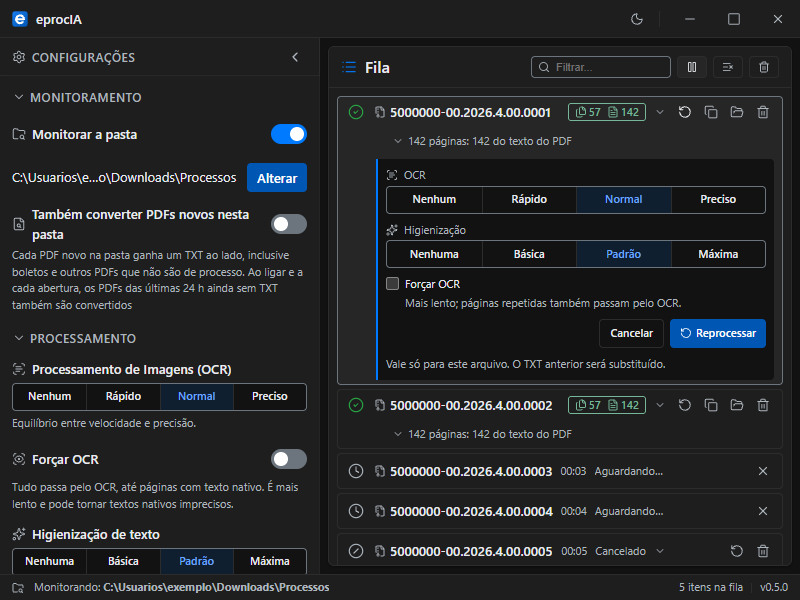 eprocIA
CONFIGURAÇÕES
MONITORAMENTO
Monitorar a pasta
C:\Usuarios\e...o\Downloads\Processos
Alterar
Também converter PDFs novos nesta
pasta
Cada PDF novo na pasta ganha um TXT ao lado, inclusive
boletos e outros PDFs que não são de processo. Ao ligar e a
cada abertura, os PDFs das últimas 24 h ainda sem TXT
também são convertidos
PROCESSAMENTO
Processamento de Imagens (OCR)
Nenhum Rápido Normal Preciso
Equilíbrio entre velocidade e precisão.
Forçar OCR
Tudo passa pelo OCR, até páginas com texto nativo. É mais
lento e pode tornar textos nativos imprecisos.
Higienização de texto
Nenhuma Básica Padrão Máxima
Fila
Filtrar...
5000000-00.2026.4.00.0001 57 142
142 páginas: 142 do texto do PDF
OCR
Nenhum Rápido Normal Preciso
Higienização
Nenhuma Básica Padrão Máxima
Forçar OCR
Mais lento; páginas repetidas também passam pelo OCR.
Cancelar Reprocessar
Vale só para este arquivo. O TXT anterior será substituído.
5000000-00.2026.4.00.0002 57 142
142 páginas: 142 do texto do PDF
5000000-00.2026.4.00.0003 00:03 Aguardando...
5000000-00.2026.4.00.0004 00:04 Aguardando...
5000000-00.2026.4.00.0005 00:05 Cancelado
Monitorando: C:\Usuarios\exemplo\Downloads\Processos
5 itens na fila v0.5.0